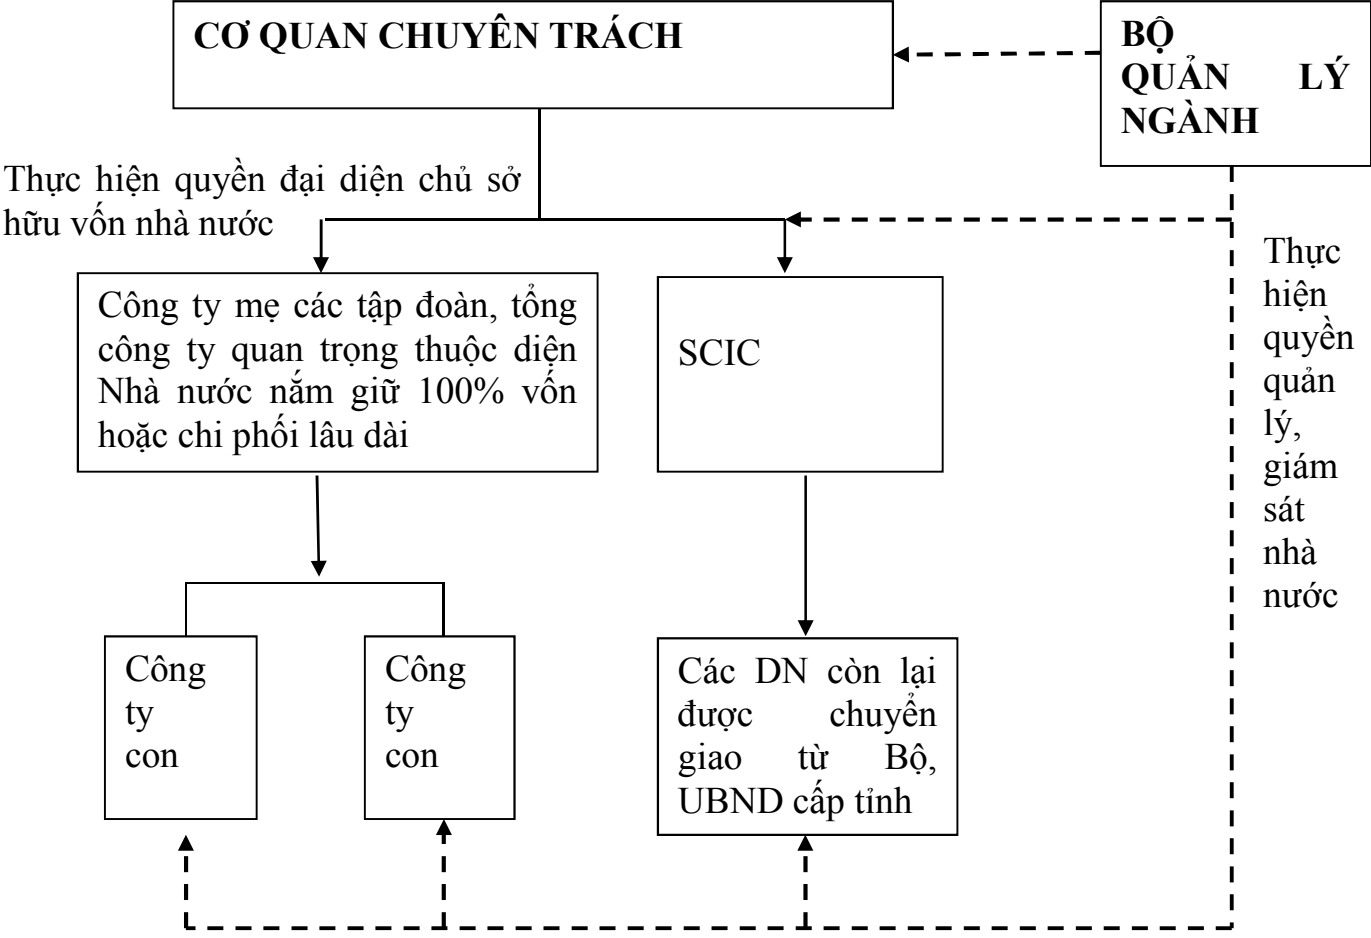 CƠ QUAN CHUYÊN TRÁCH
BỘ
QUẢN LÝ
NGÀNH
Thực hiện quyền đại diện chủ sở
hữu vốn nhà nước
Thực
hiện
quyền
quản
lý,
giám
sát
nhà
nước
Công ty mẹ các tập đoàn, tổng
công ty quan trọng thuộc diện
Nhà nước nắm giữ 100% vốn
hoặc chi phối lâu dài
SCIC
Công
ty
con
Công
ty
con
Các DN còn lại
được chuyển
giao từ Bộ,
UBND cấp tỉnh